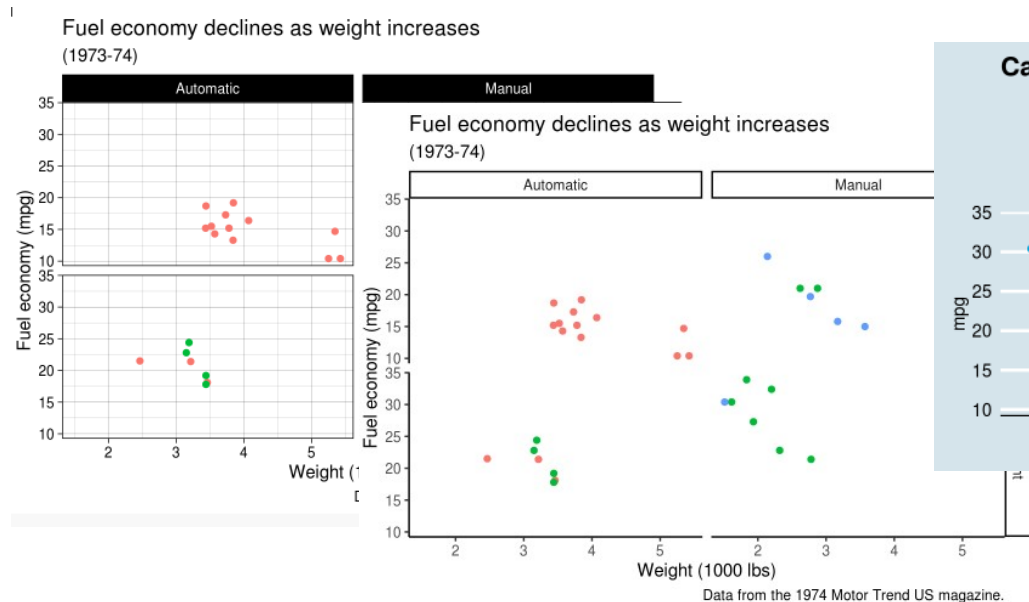 Fuel economy declines as weight increases
(1973-74)
Automatic Manual
35
30
25
20
15
10
35
30
25
20
15
10
Fuel economy (mpg)
2 3 4 5
Weight (1
Fuel economy declines as weight increases
(1973-74)
Automatic Manual
35
30
25
20
15
10
35
30
25
20
15
10
Fuel economy (mpg)
2 3 4 5 2 3 4 5
Weight (1000 lbs)
Data from the 1974 Motor Trend US magazine.
Ca
35
30
25
20
15
10
mpg